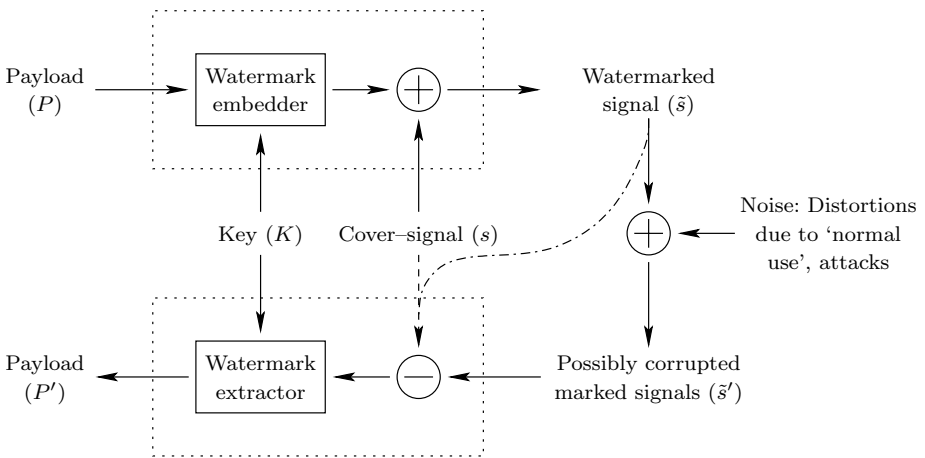 Payload
(P)
Watermark
embedder
+
Watermarked
signal (s̃)
Key (K)
Cover–signal (s)
+
Noise: Distortions
due to ‘normal
use’, attacks
Payload
(P′)
Watermark
extractor
−
Possibly corrupted
marked signals (s̃′)